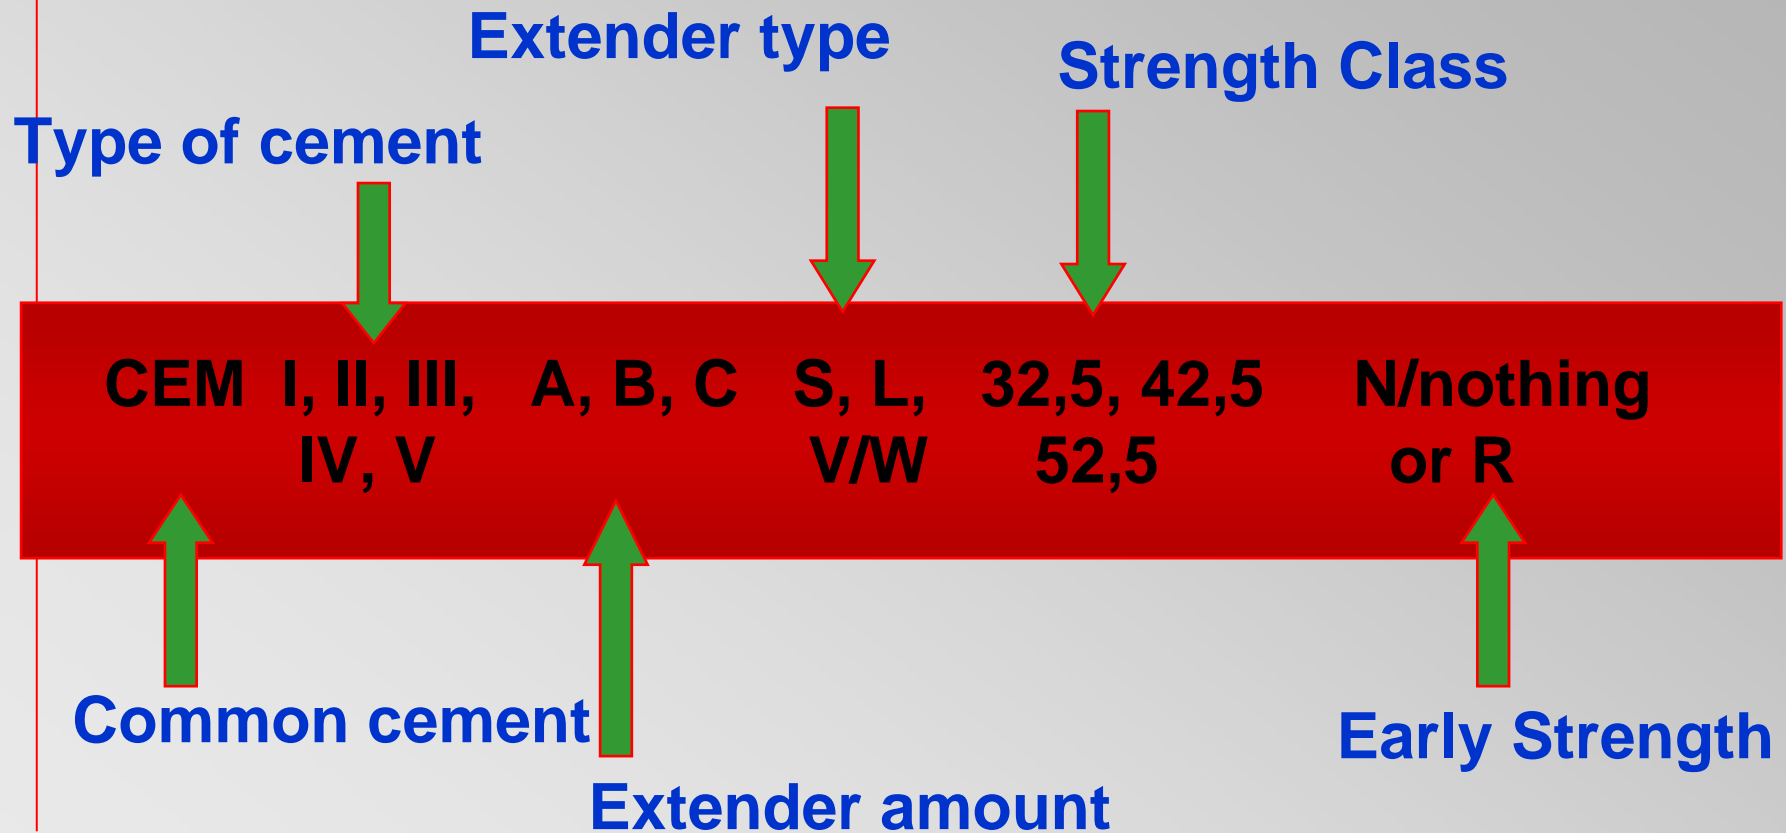 Extender type
Strength Class
Type of cement
CEM I, II, III, A, B, C S, L, 32,5, 42,5 N/nothing
IV, V V/W 52,5 or R
Common cement
Early Strength
Extender amount